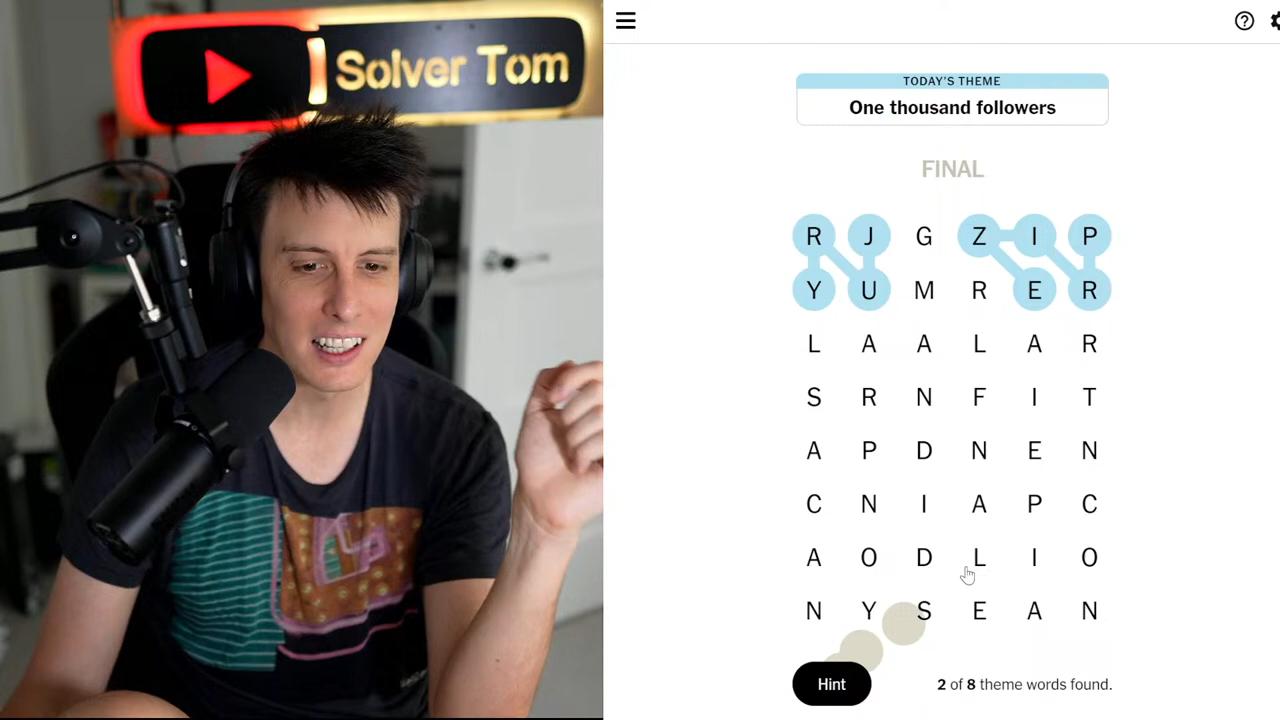 Solver Tom
TODAY'S THEME
One thousand followers
FINAL
R J G Z I P
Y U M R E R
L A A L A R
S R N F I T
A P D N E N
C N I A P C
A O D L I O
N Y S E A N
Hint
2 of 8 theme words found.